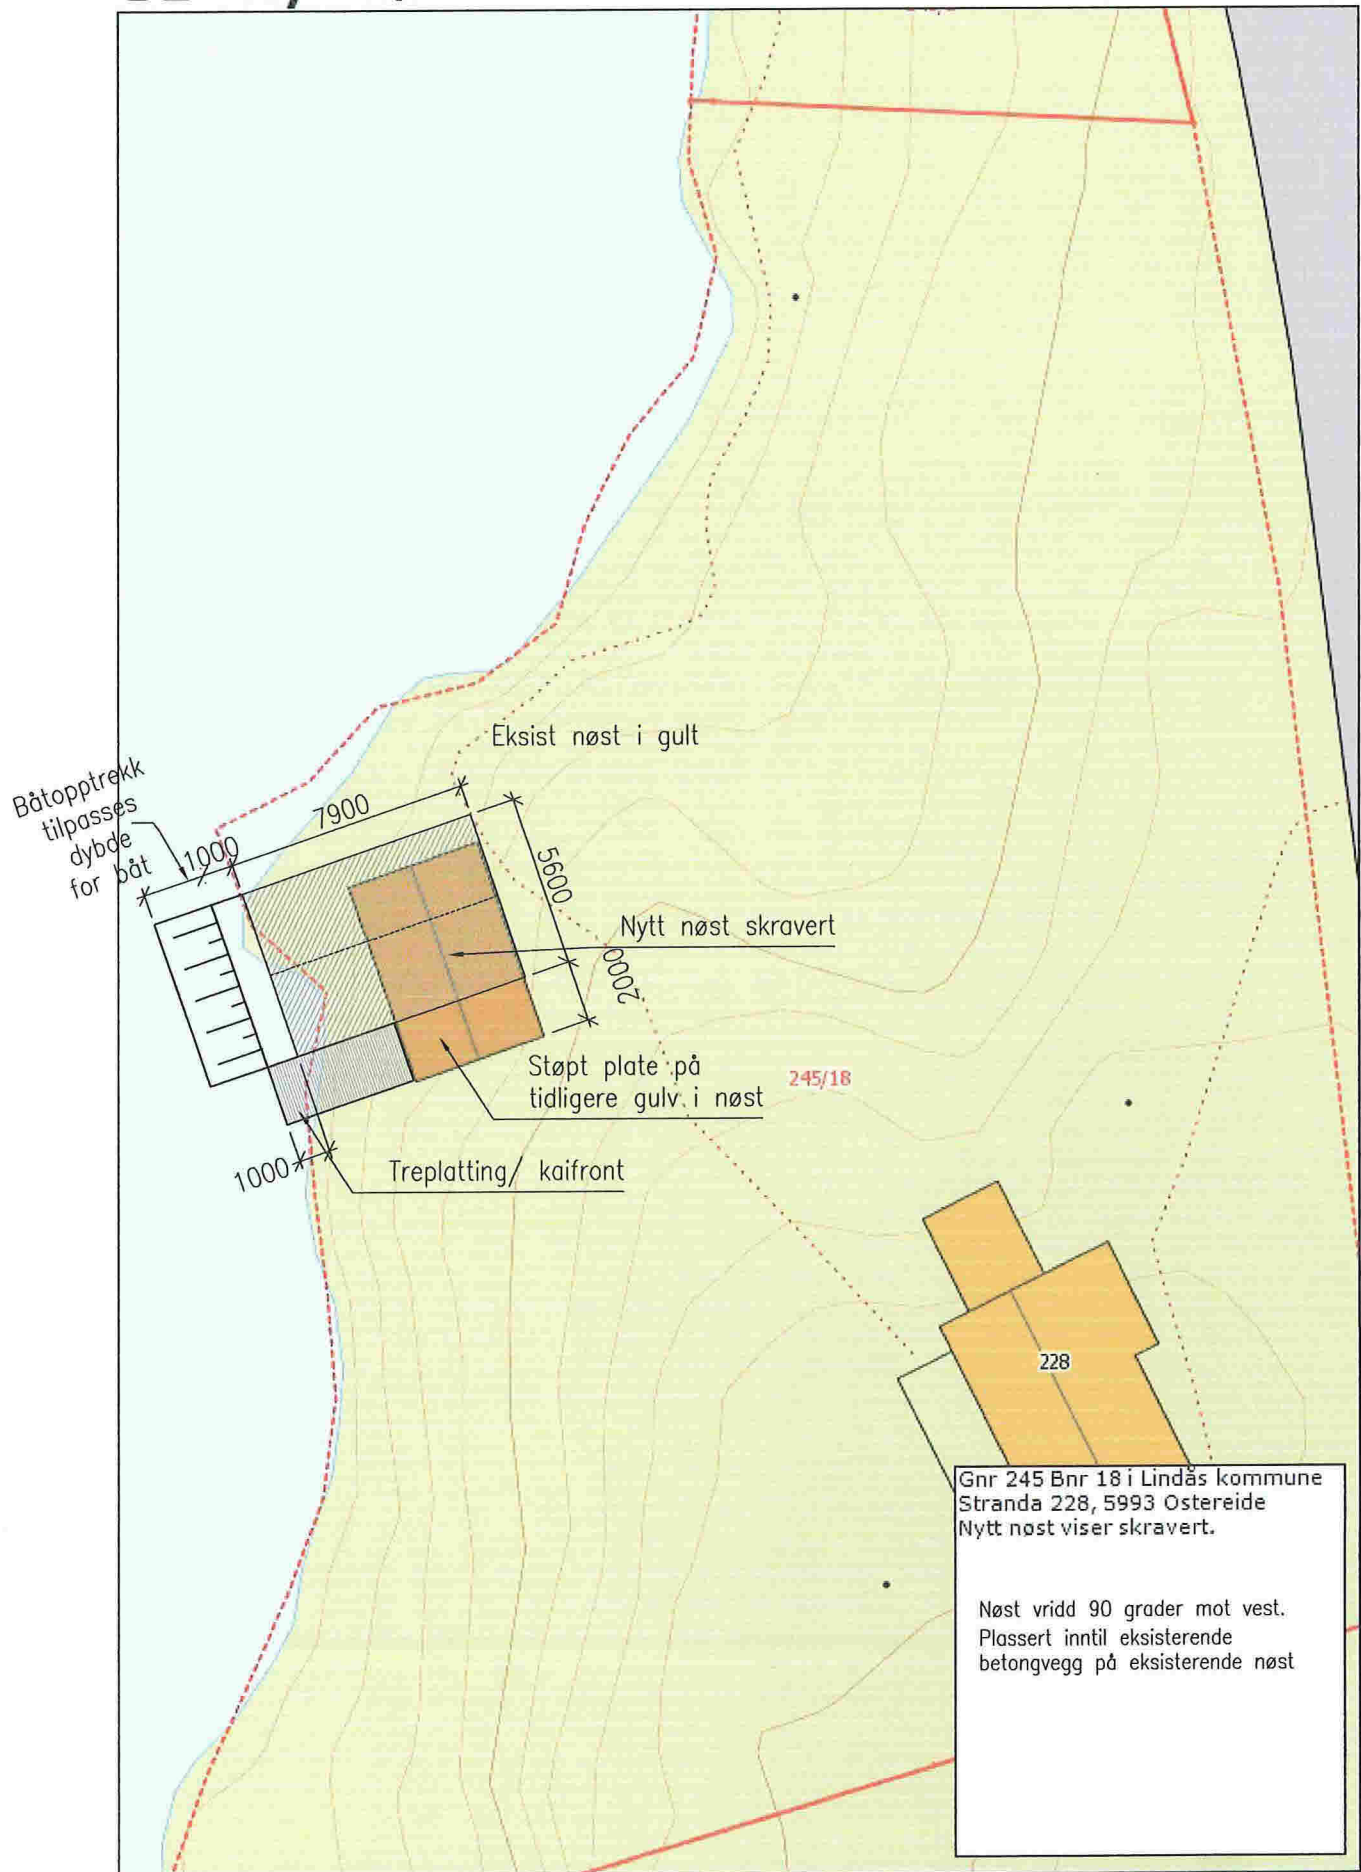 Eksist nøst i gult
Båtopptrekk
tilpasses
dybde
for båt
7900
1000
5600
Nytt nøst skravert
2000
Støpt plate på
tidligere gulv i nøst
245/18
1000
Treplatting/ kaifront
228
Gnr 245 Bnr 18 i Lindås kommune
Stranda 228, 5993 Ostereide
Nytt nøst viser skravert.
Nøst vridd 90 grader mot vest.
Plassert inntil eksisterende
betongvegg på eksisterende nøst